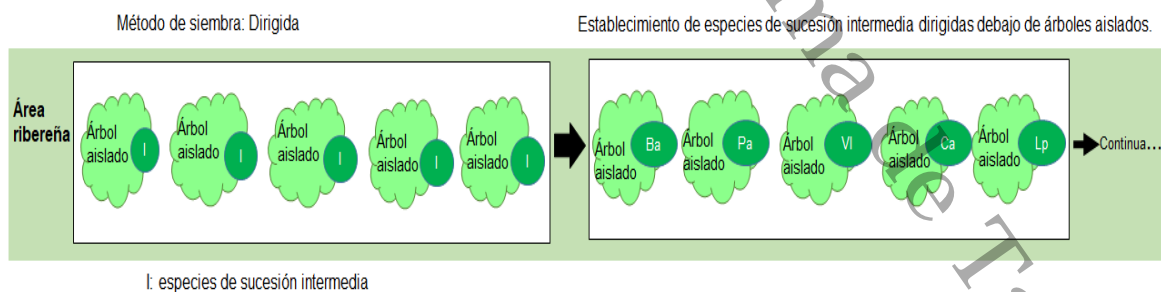 Método de siembra: Dirigida
Establecimiento de especies de sucesión intermedia dirigidas debajo de árboles aislados.
Área
ribereña
Árbol
aislado
I
Árbol
aislado
I
Árbol
aislado
I
Árbol
aislado
I
Árbol
aislado
I
Árbol
aislado
Ba
Árbol
aislado
Pa
Árbol
aislado
VI
Árbol
aislado
Ca
Árbol
aislado
Lp
Continua…
I: especies de sucesión intermedia